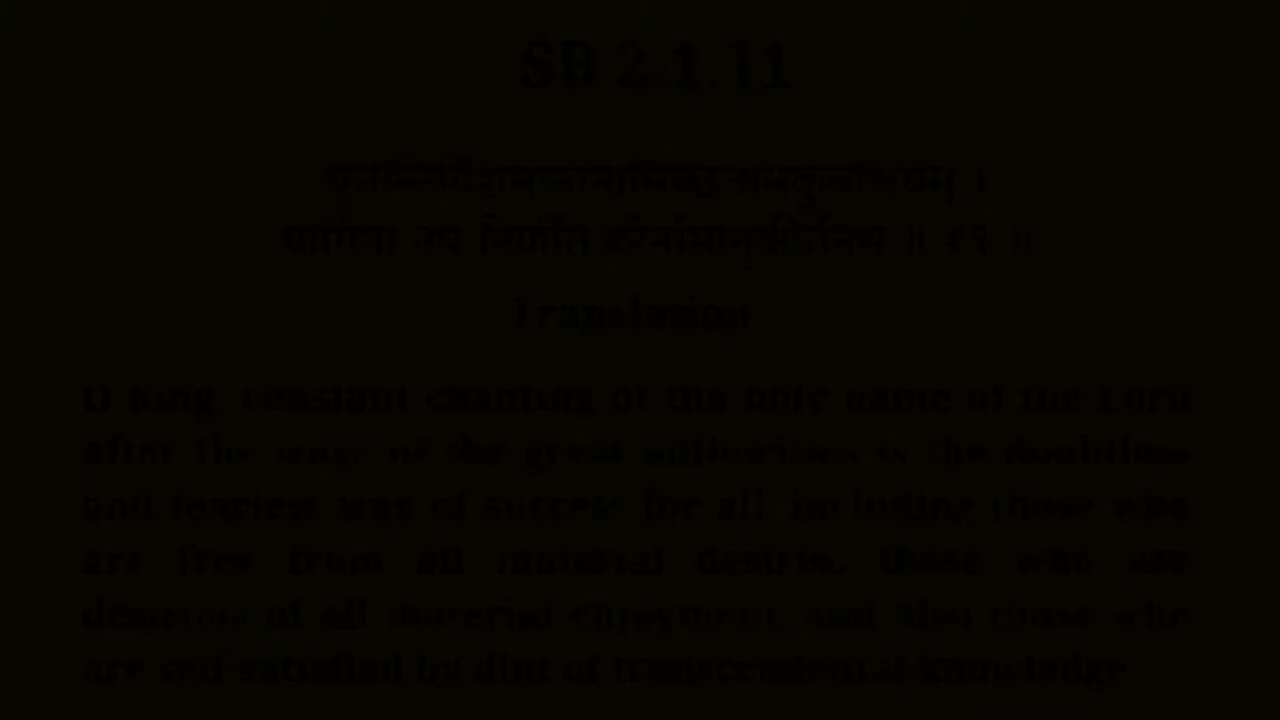 SB 2.1.11
एतन्निर्विद्यमानानामिच्छतामकुतोभयम् ।
योगिनां नृप निर्णीतं हरेर्नामानुकीर्तनम् ॥ ११ ॥
Translation
O King, constant chanting of the holy name of the Lord
after the ways of the great authorities is the doubtless
and fearless way of success for all, including those who
are free from all material desires, those who are
desirous of all material enjoyment, and also those who
are self-satisfied by dint of transcendental knowledge.